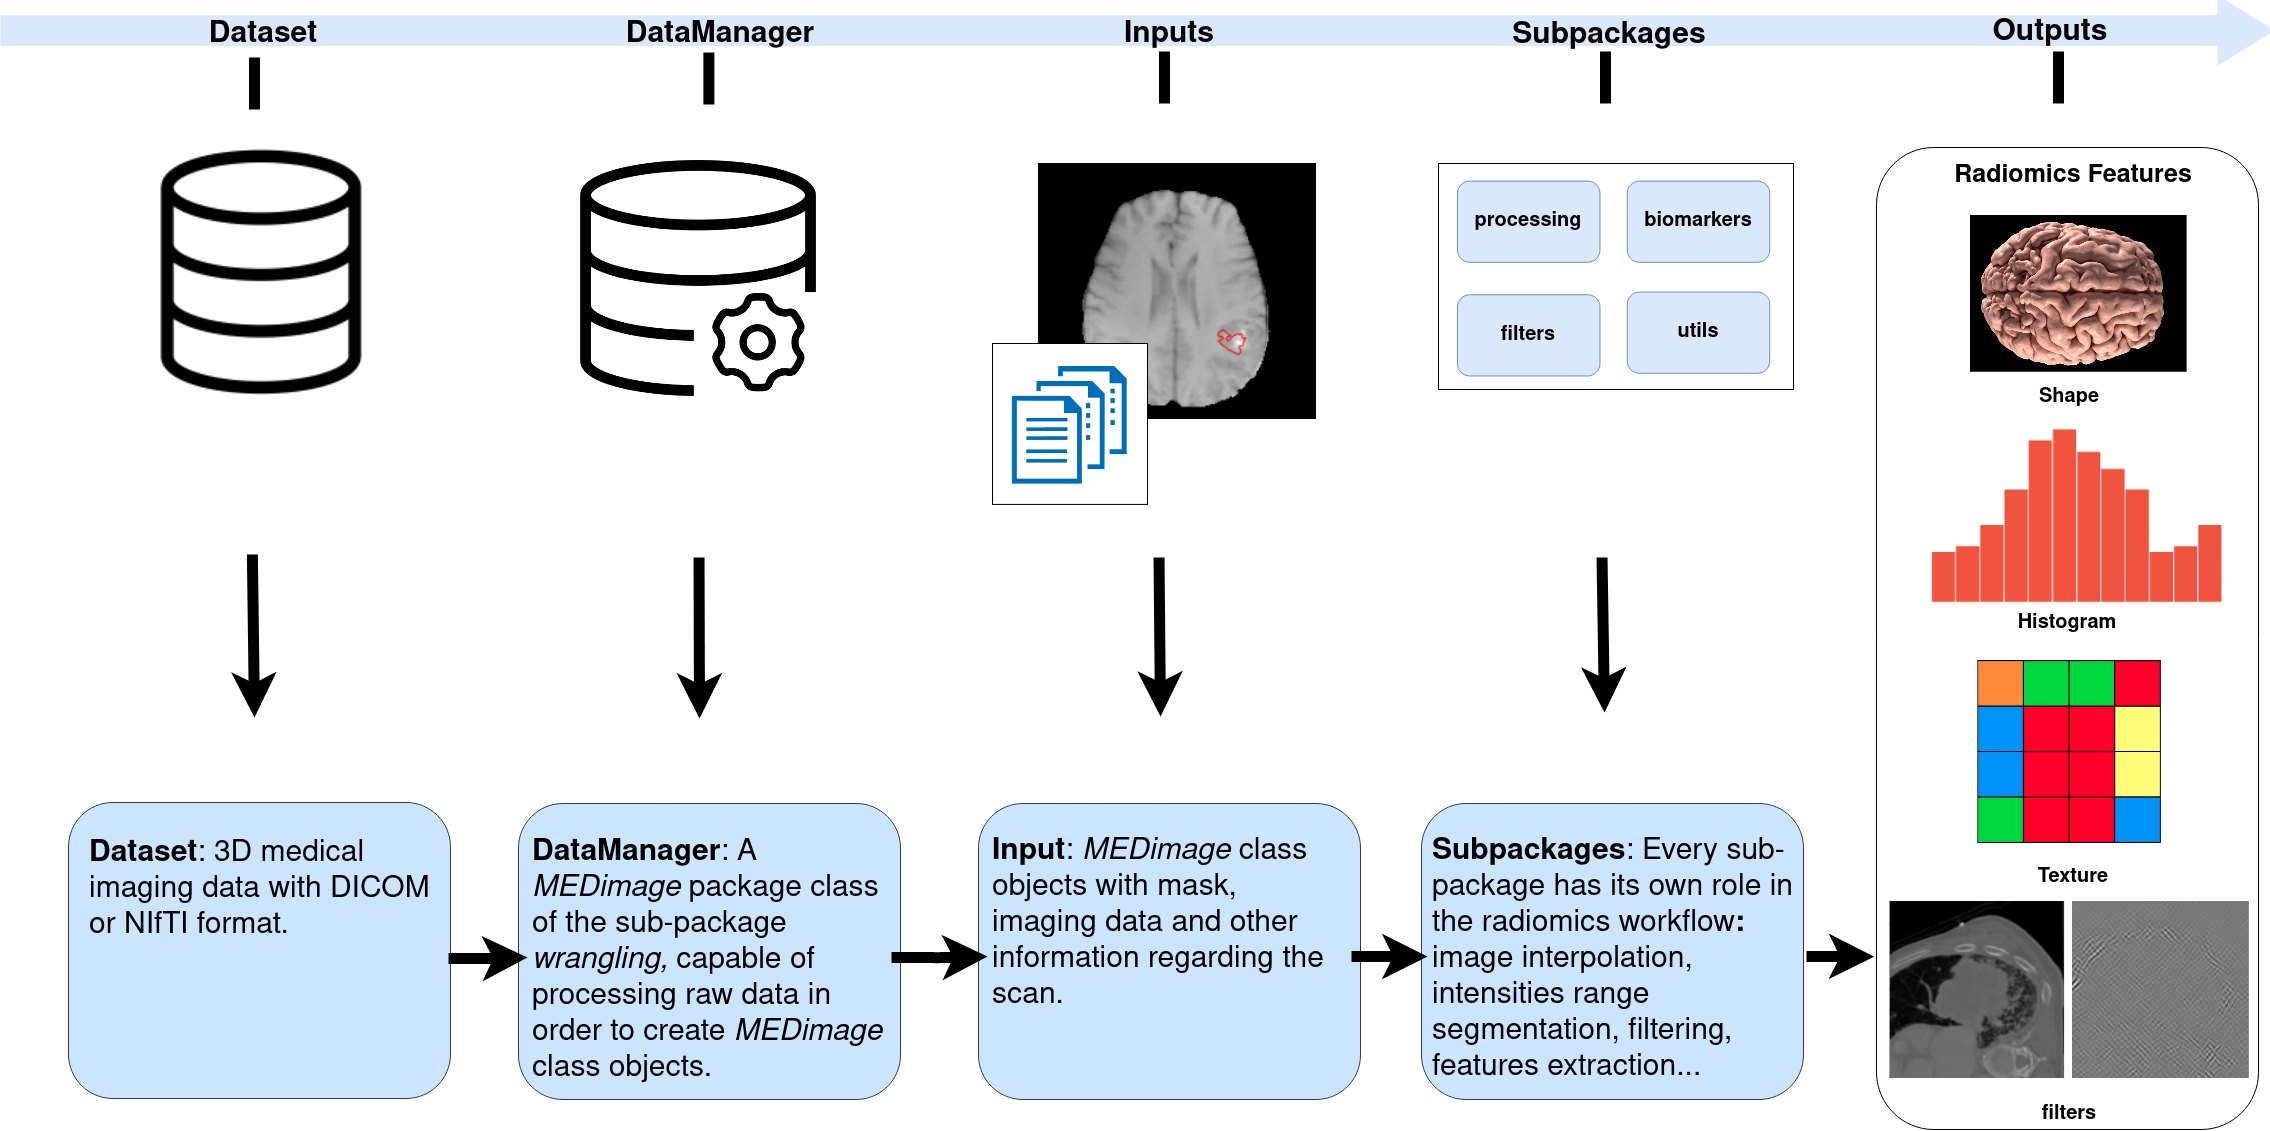 Dataset
DataManager
Inputs
Subpackages
Outputs
processing
biomarkers
filters
utils
Radiomics Features
Shape
Histogram
Texture
filters
Dataset: 3D medical
imaging data with DICOM
or NIfTI format.
DataManager: A
MEDimage package class
of the sub-package
wrangling, capable of
processing raw data in
order to create MEDimage
class objects.
Input: MEDimage class
objects with mask,
imaging data and other
information regarding the
scan.
Subpackages: Every sub-
package has its own role in
the radiomics workflow:
image interpolation,
intensities range
segmentation, filtering,
features extraction...